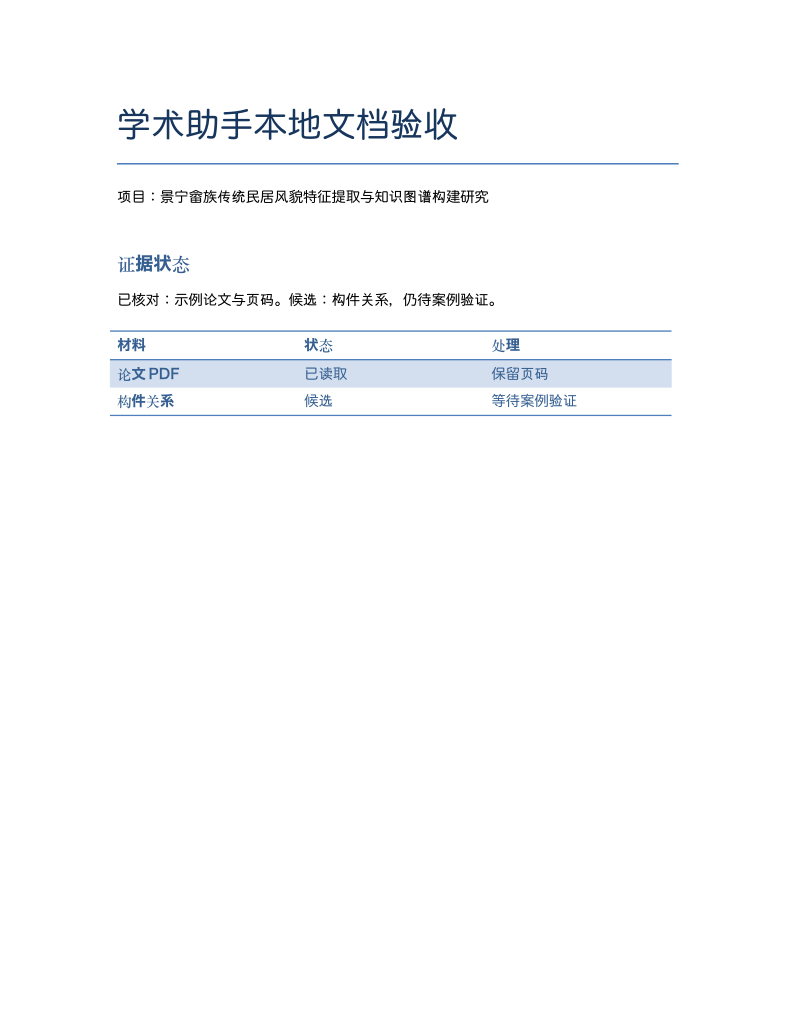 学术助手本地文档验收
项目：景宁畲族传统民居风貌特征提取与知识图谱构建研究
证据状态
已核对：示例论文与页码。候选：构件关系，仍待案例验证。
材料 状态 处理
论文 PDF 已读取 保留页码
构件关系 候选 等待案例验证